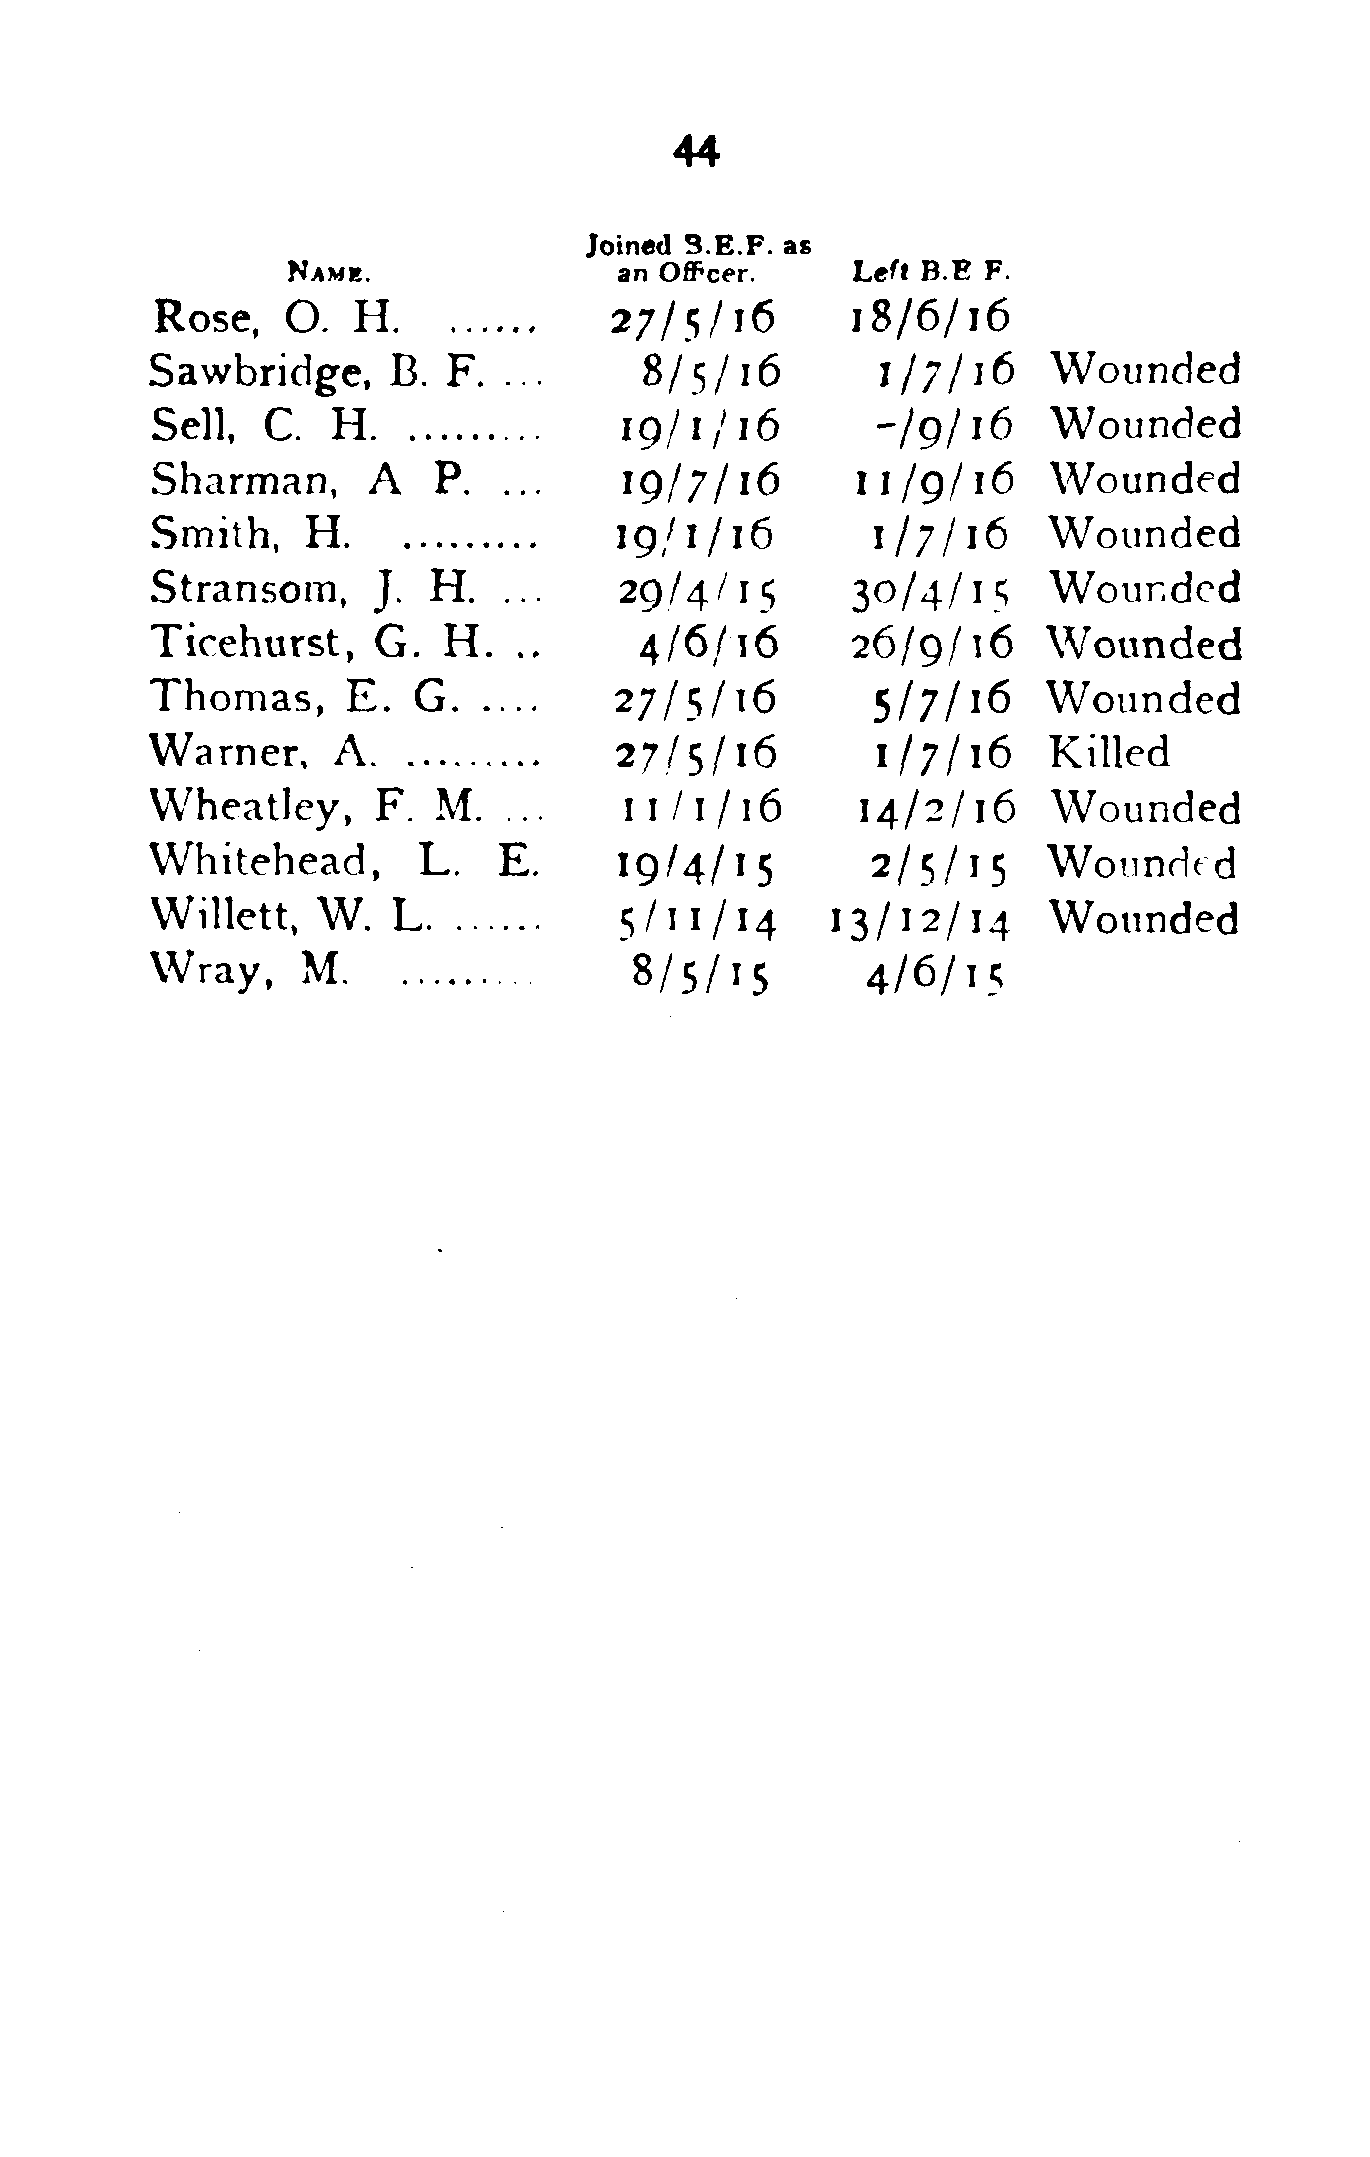 44
Joined B.E.F. as
NAME. an Officer. Left B.E F.
Rose, O. H. ...... 27/5/16 18/6/16
Sawbridge, B. F. ... 8/5/16 1/7/16 Wounded
Sell, C. H. ......... 19/1/16 -/9/16 Wounded
Sharman, A P. ... 19/7/16 11/9/16 Wounded
Smith, H. ......... 19/1/16 1/7/16 Wounded
Stransom, J. H. ... 29/4/15 30/4/15 Wounded
Ticehurst, G. H. .. 4/6/16 26/9/16 Wounded
Thomas, E. G. .... 27/5/16 5/7/16 Wounded
Warner, A. ......... 27/5/16 1/7/16 Killed
Wheatley, F. M. ... 11/1/16 14/2/16 Wounded
Whitehead, L. E. 19/4/15 2/5/15 Wounded
Willett, W. L. ...... 5/11/14 13/12/14 Wounded
Wray, M. ......... 8/5/15 4/6/15